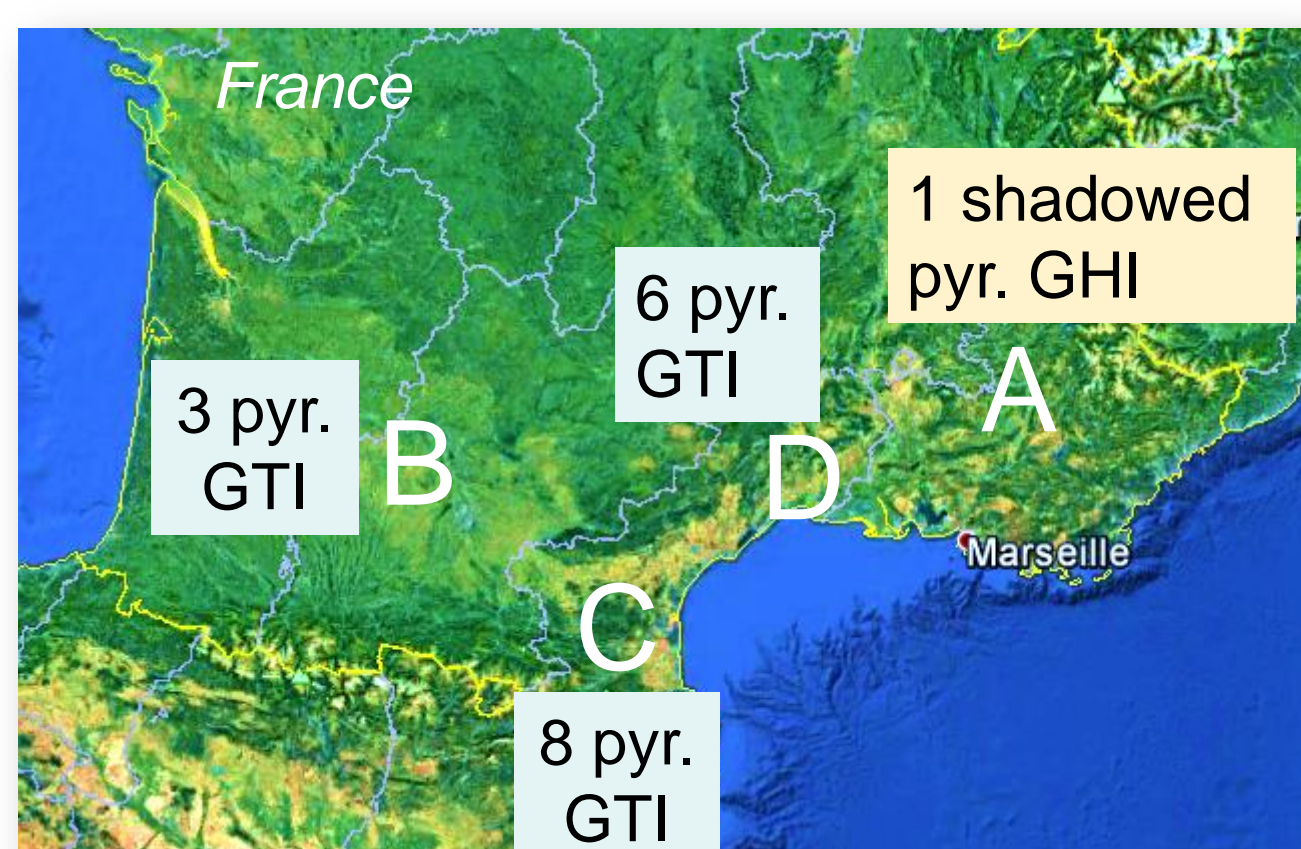 France
1 shadowed
pyr. GHI
6 pyr.
GTI
A
3 pyr.
GTI
B
D
Marseille
C
8 pyr.
GTI